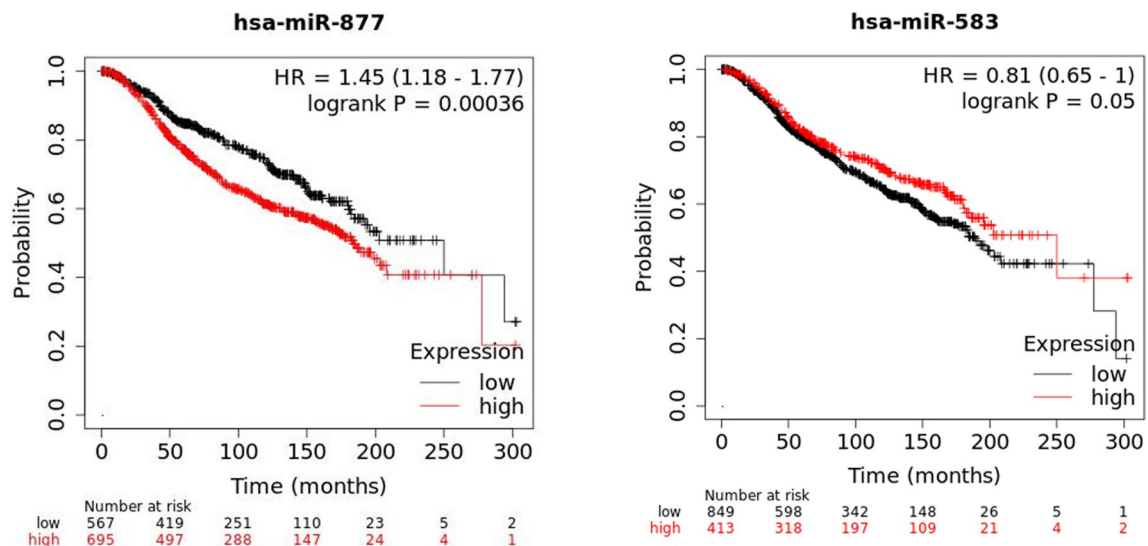 hsa-miR-877
HR = 1.45 (1.18 - 1.77)
logrank P = 0.00036
Probability
1.0
0.8
0.6
0.4
0.2
0.0
Expression
low
high
0 50 100 150 200 250 300
Time (months)
Number at risk
low 567 419 251 110 23 5 2
high 695 497 288 147 24 4 1
hsa-miR-583
HR = 0.81 (0.65 - 1)
logrank P = 0.05
Probability
1.0
0.8
0.6
0.4
0.2
0.0
Expression
low
high
0 50 100 150 200 250 300
Time (months)
Number at risk
low 849 598 342 148 26 5 1
high 413 318 197 109 21 4 2